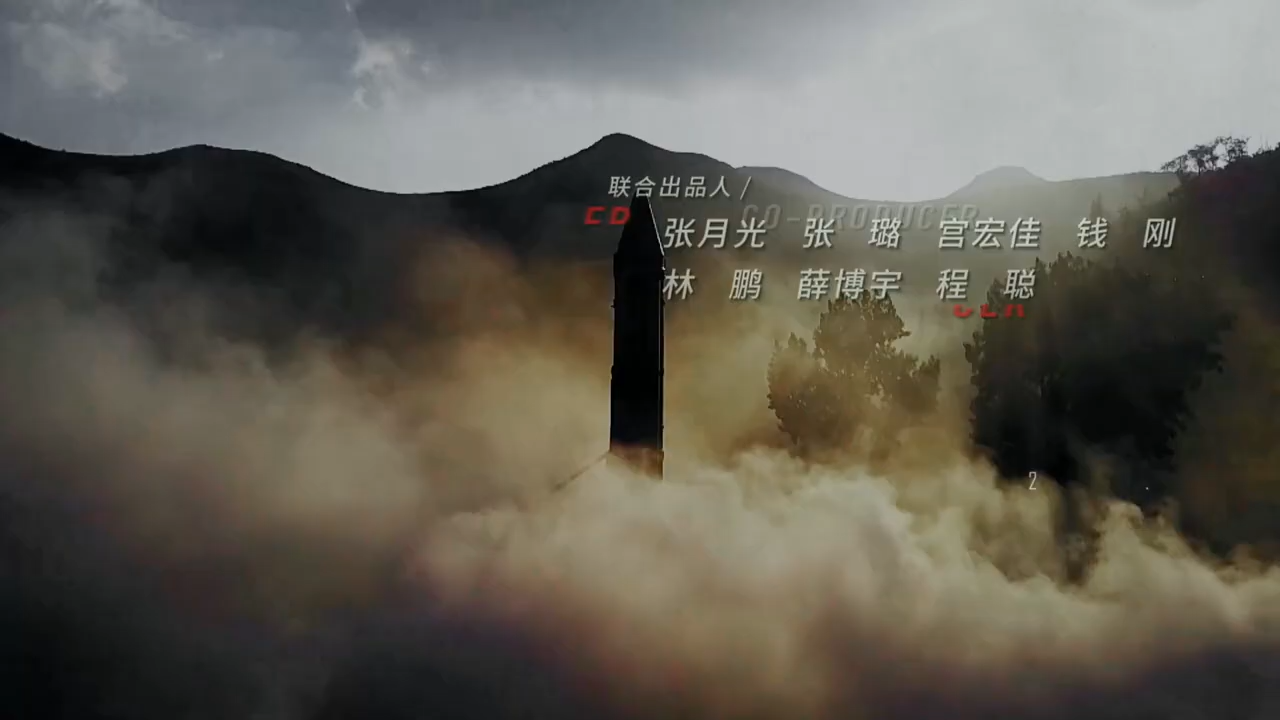 联合出品人/
CO-PRODUCER
张月光 张 璐 宫宏佳 钱 刚
林 鹏 薛博宇 程 聪
2